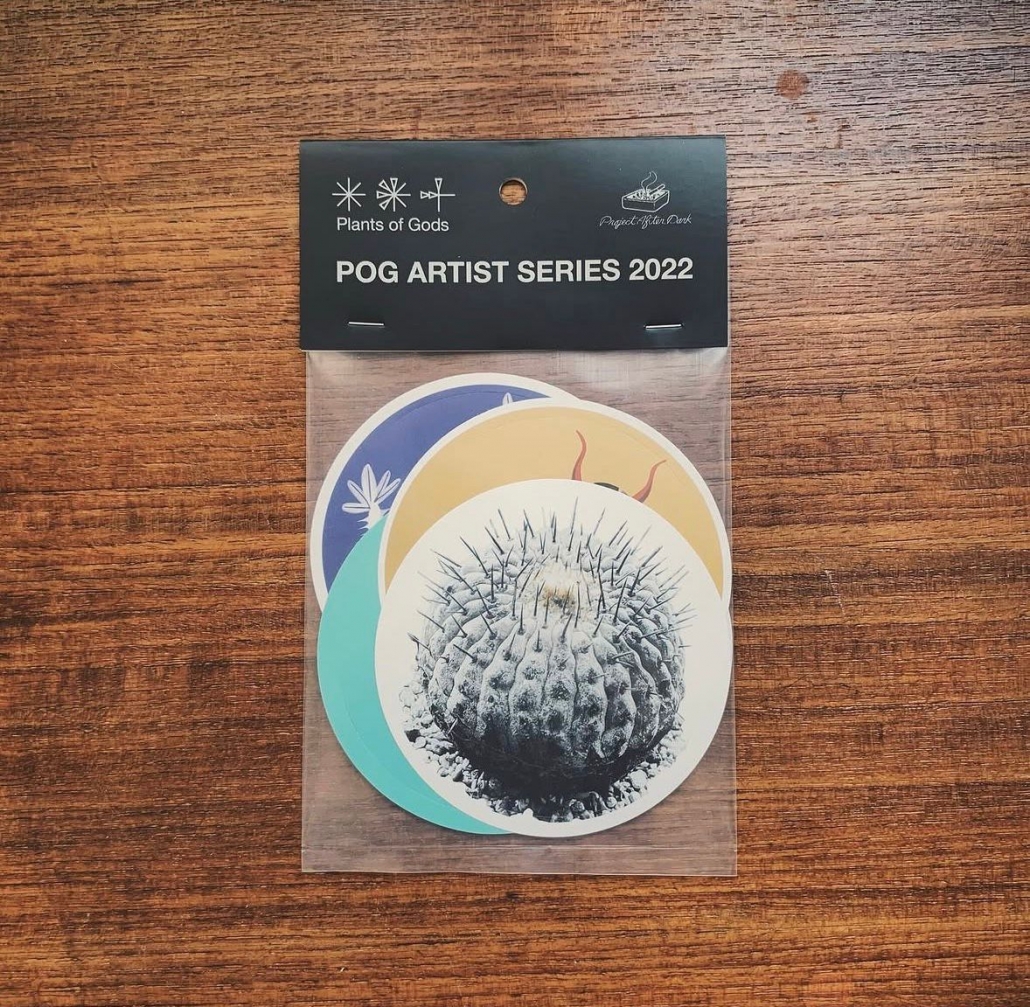 Plants of Gods
Project After Dark
POG ARTIST SERIES 2022